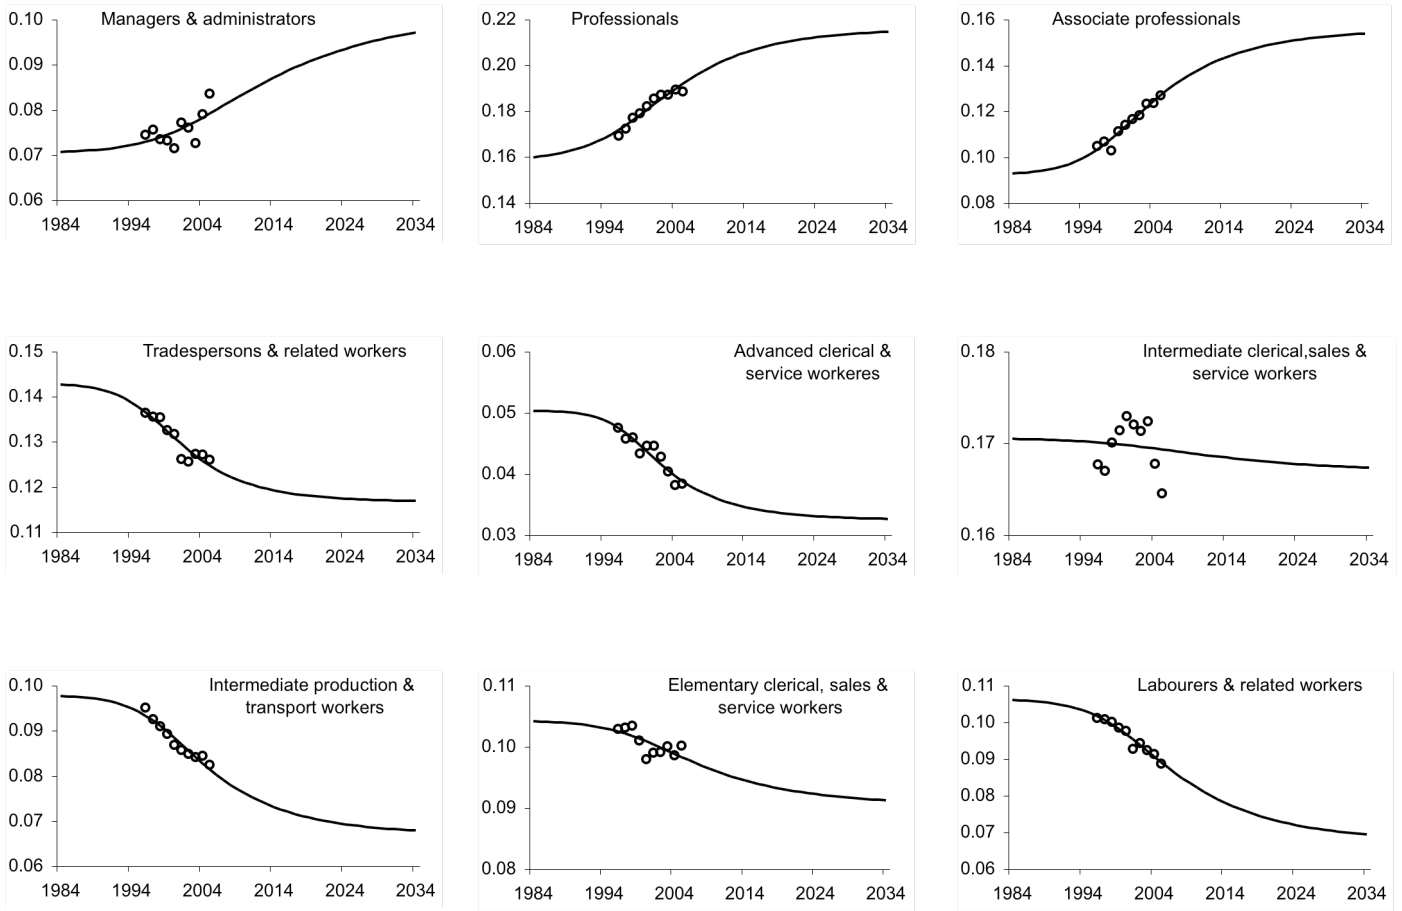 Managers & administrators
0.10
0.09
0.08
0.07
0.06
1984 1994 2004 2014 2024 2034
Professionals
0.22
0.20
0.18
0.16
0.14
1984 1994 2004 2014 2024 2034
Associate professionals
0.16
0.14
0.12
0.10
0.08
1984 1994 2004 2014 2024 2034
Tradespersons & related workers
0.15
0.14
0.13
0.12
0.11
1984 1994 2004 2014 2024 2034
Advanced clerical &
service workeres
0.06
0.05
0.04
0.03
1984 1994 2004 2014 2024 2034
Intermediate clerical,sales &
service workers
0.18
0.17
0.16
1984 1994 2004 2014 2024 2034
Intermediate production &
transport workers
0.10
0.09
0.08
0.07
0.06
1984 1994 2004 2014 2024 2034
Elementary clerical, sales &
service workers
0.11
0.10
0.09
0.08
1984 1994 2004 2014 2024 2034
Labourers & related workers
0.11
0.10
0.09
0.08
0.07
0.06
1984 1994 2004 2014 2024 2034